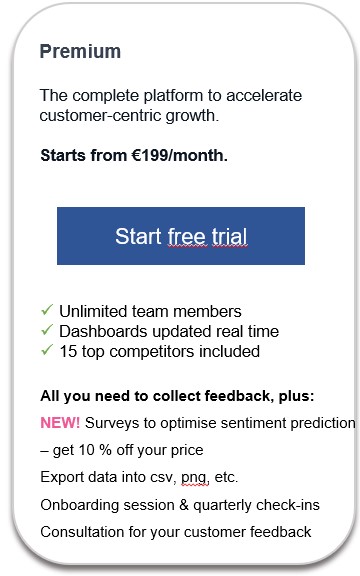 Premium
The complete platform to accelerate
customer-centric growth.
Starts from €199/month.
Start free trial
✓ Unlimited team members
✓ Dashboards updated real time
✓ 15 top competitors included
All you need to collect feedback, plus:
NEW! Surveys to optimise sentiment prediction
– get 10 % off your price
Export data into csv, png, etc.
Onboarding session & quarterly check-ins
Consultation for your customer feedback